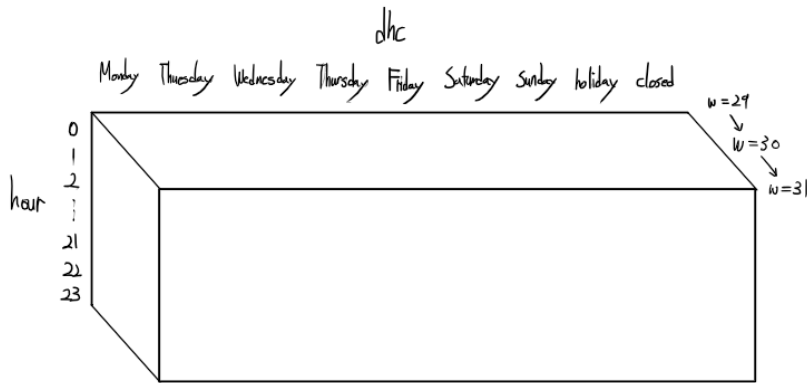 dhc
Monday Thuesday Wednesday Thursday Friday Saturday Sunday holiday closed
w=29
0
w=30
1
2
w=31
hour
21
22
23